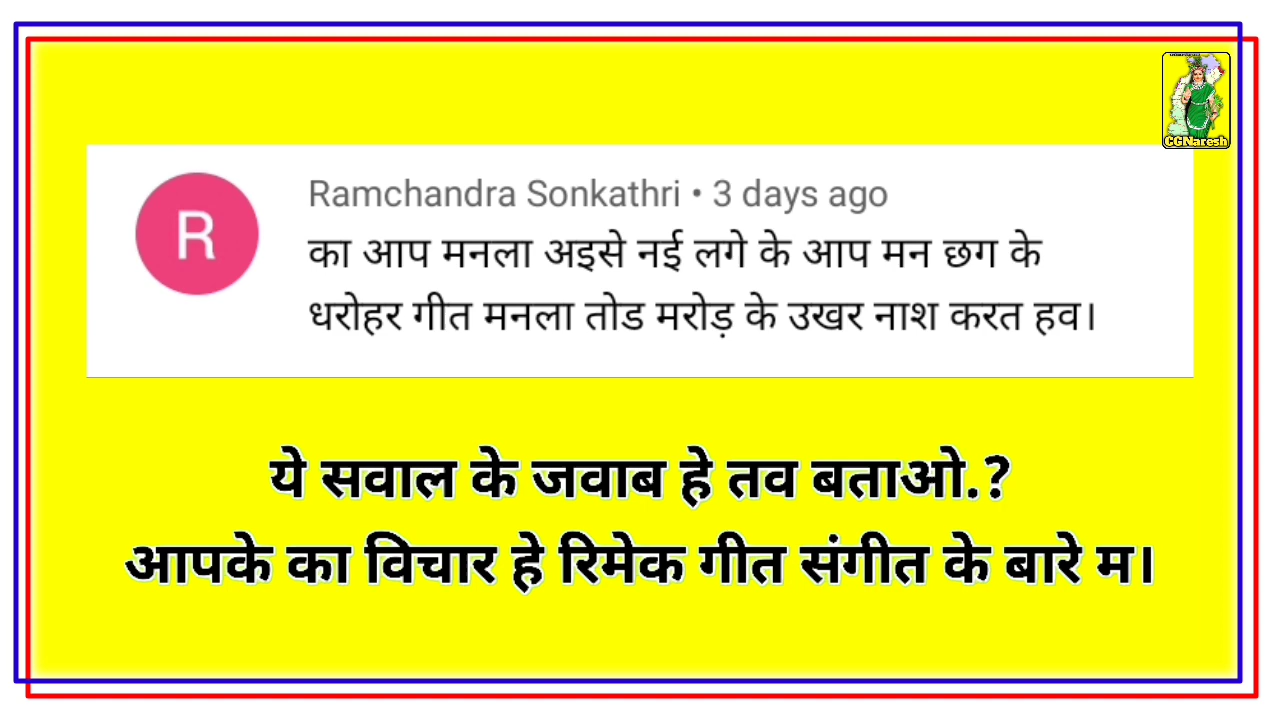 CGNaresh
R
Ramchandra Sonkathri • 3 days ago
का आप मनला अइसे नई लगे के आप मन छग के
धरोहर गीत मनला तोड मरोड़ के उखर नाश करत हव।
ये सवाल के जवाब हे तव बताओ.?
आपके का विचार हे रिमेक गीत संगीत के बारे म।